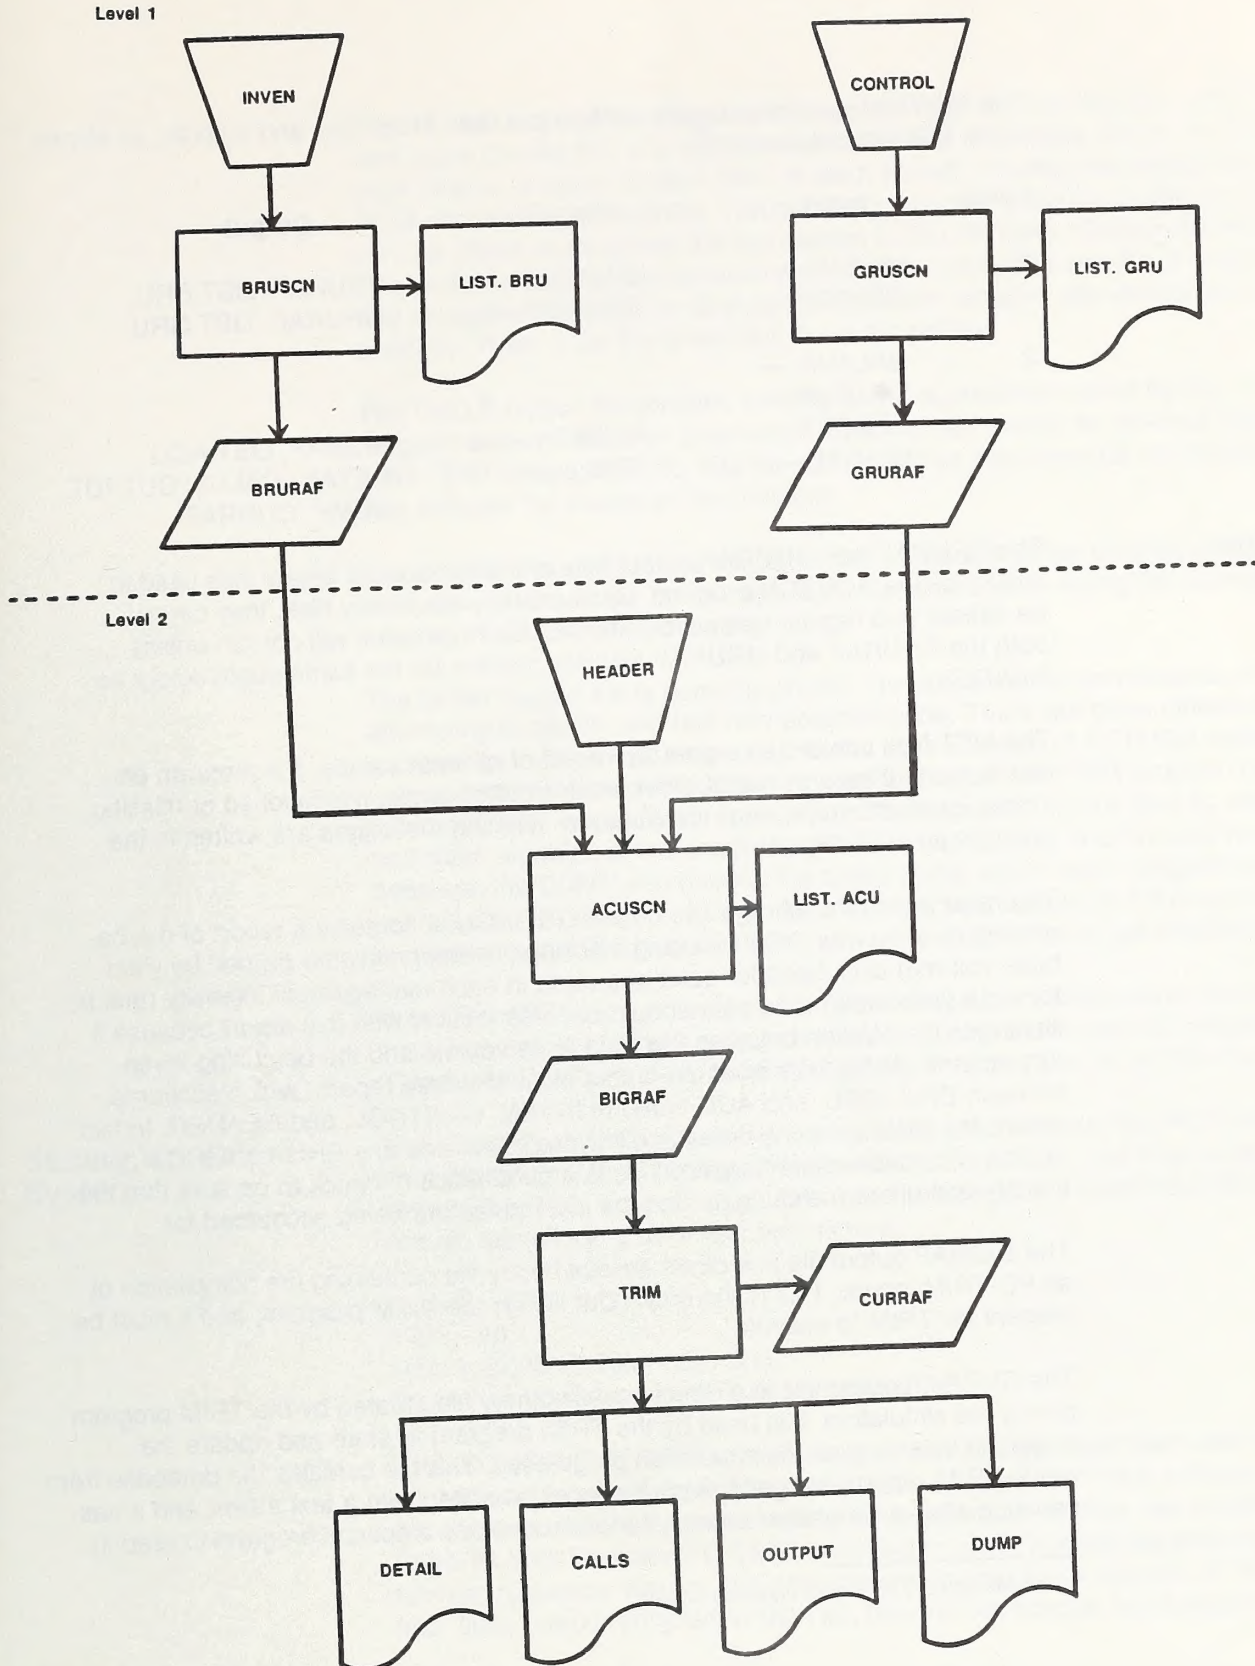 Level 1
INVEN
CONTROL
BRUSCN
LIST. BRU
GRUSCN
LIST. GRU
BRURAF
GRURAF
Level 2
HEADER
ACUSCN
LIST. ACU
BIGRAF
TRIM
CURRAF
DETAIL
CALLS
OUTPUT
DUMP